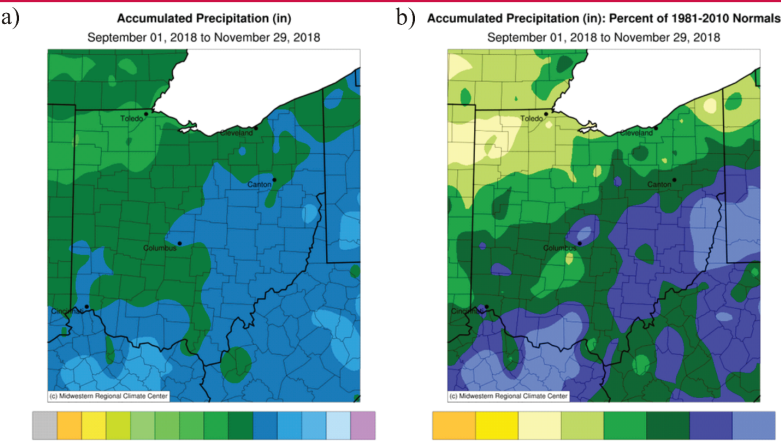 a)
Accumulated Precipitation (in)
September 01, 2018 to November 29, 2018
Toledo
Cleveland
Canton
Columbus
Cincinnati
(c) Midwestern Regional Climate Center
b)
Accumulated Precipitation (in): Percent of 1981-2010 Normals
September 01, 2018 to November 29, 2018
Toledo
Cleveland
Canton
Columbus
Cincinnati
(c) Midwestern Regional Climate Center